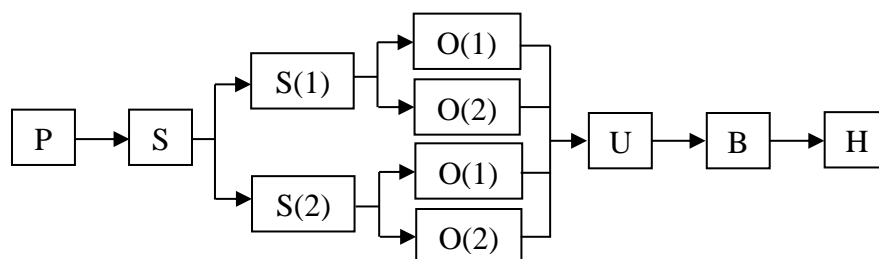 P
S
S(1)
S(2)
O(1)
O(2)
O(1)
O(2)
U
B
H